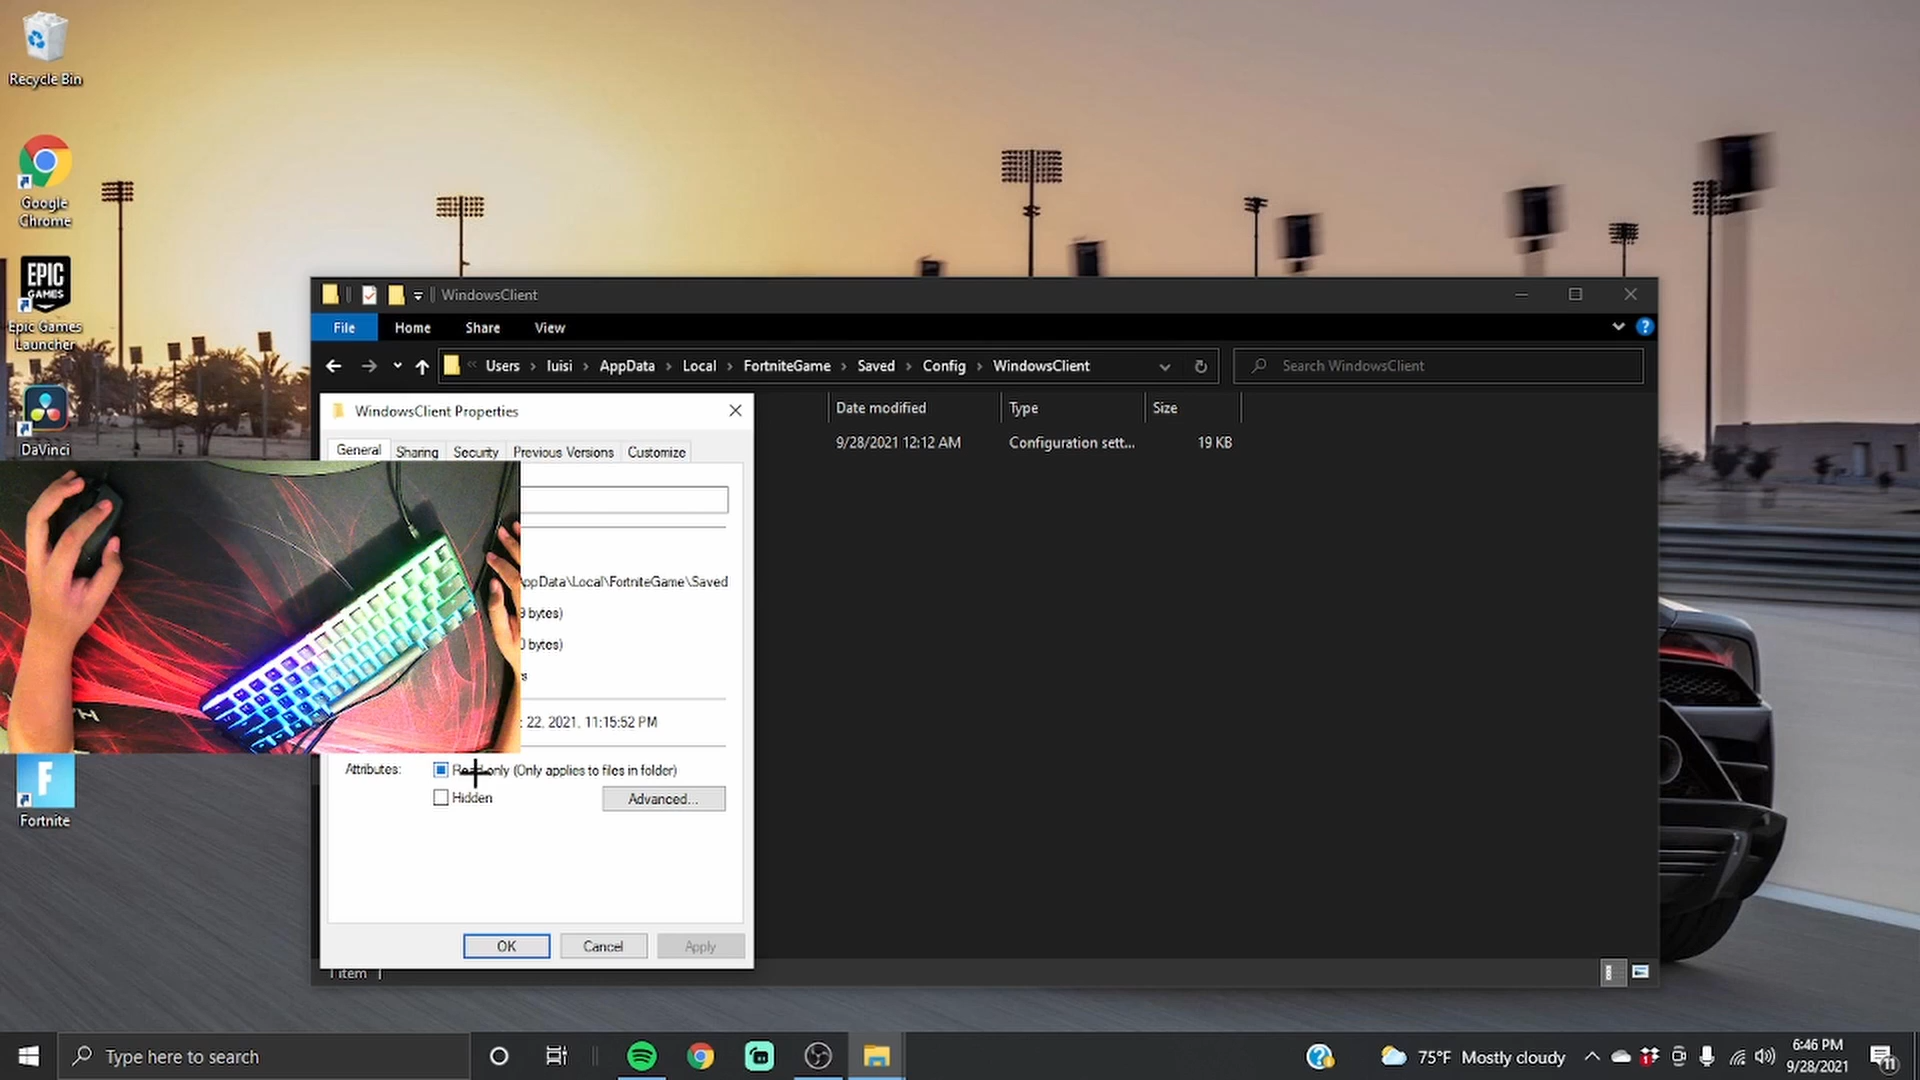 Recycle Bin
Google
Chrome
EPIC
GAMES
Epic Games
Launcher
DaVinci
Fortnite
WindowsClient
File Home Share View
Users luisi AppData Local FortniteGame Saved Config WindowsClient
Search WindowsClient
WindowsClient Properties
General Sharing Security Previous Versions Customize
Date modified Type Size
9/28/2021 12:12 AM Configuration sett... 19 KB
AppData\Local\FortniteGame\Saved
9 bytes)
0 bytes)
22, 2021, 11:15:52 PM
Attributes: Read-only (Only applies to files in folder)
Hidden Advanced...
OK Cancel Apply
1 item
Type here to search
75°F Mostly cloudy
6:46 PM
9/28/2021
11